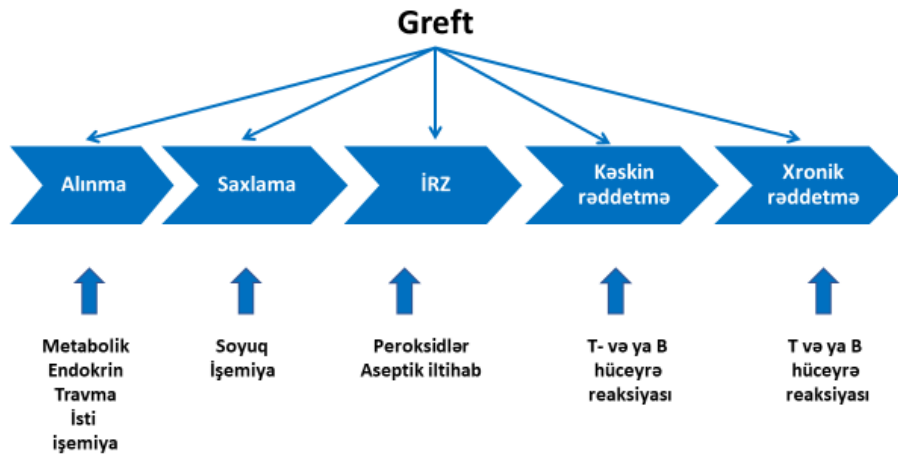 Greft
Alınma
Saxlama
İRZ
Kəskin
rəddetmə
Xronik
rəddetmə
Metabolik
Endokrin
Travma
İsti
işemiya
Soyuq
İşemiya
Peroksidlər
Aseptik iltihab
T- və ya B
hüceyrə
reaksiyası
T və ya B
hüceyrə
reaksiyası